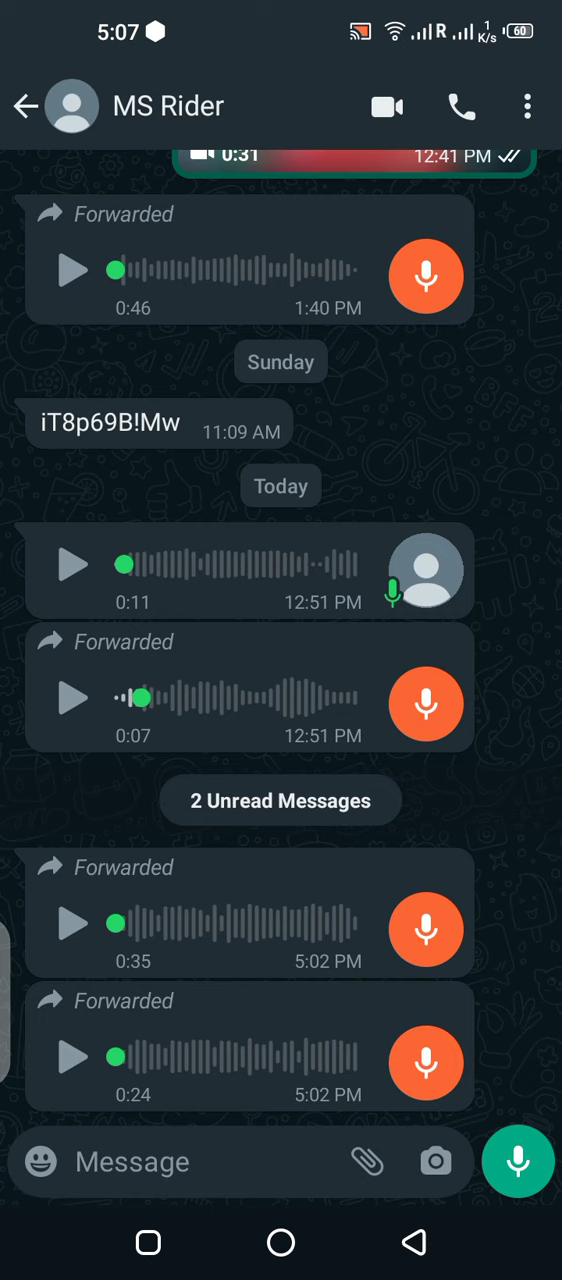 5:07
R
1 K/s
60
MS Rider
0:31 12:41 PM
Forwarded
0:46 1:40 PM
Sunday
iT8p69B!Mw 11:09 AM
Today
0:11 12:51 PM
Forwarded
0:07 12:51 PM
2 Unread Messages
Forwarded
0:35 5:02 PM
Forwarded
0:24 5:02 PM
Message